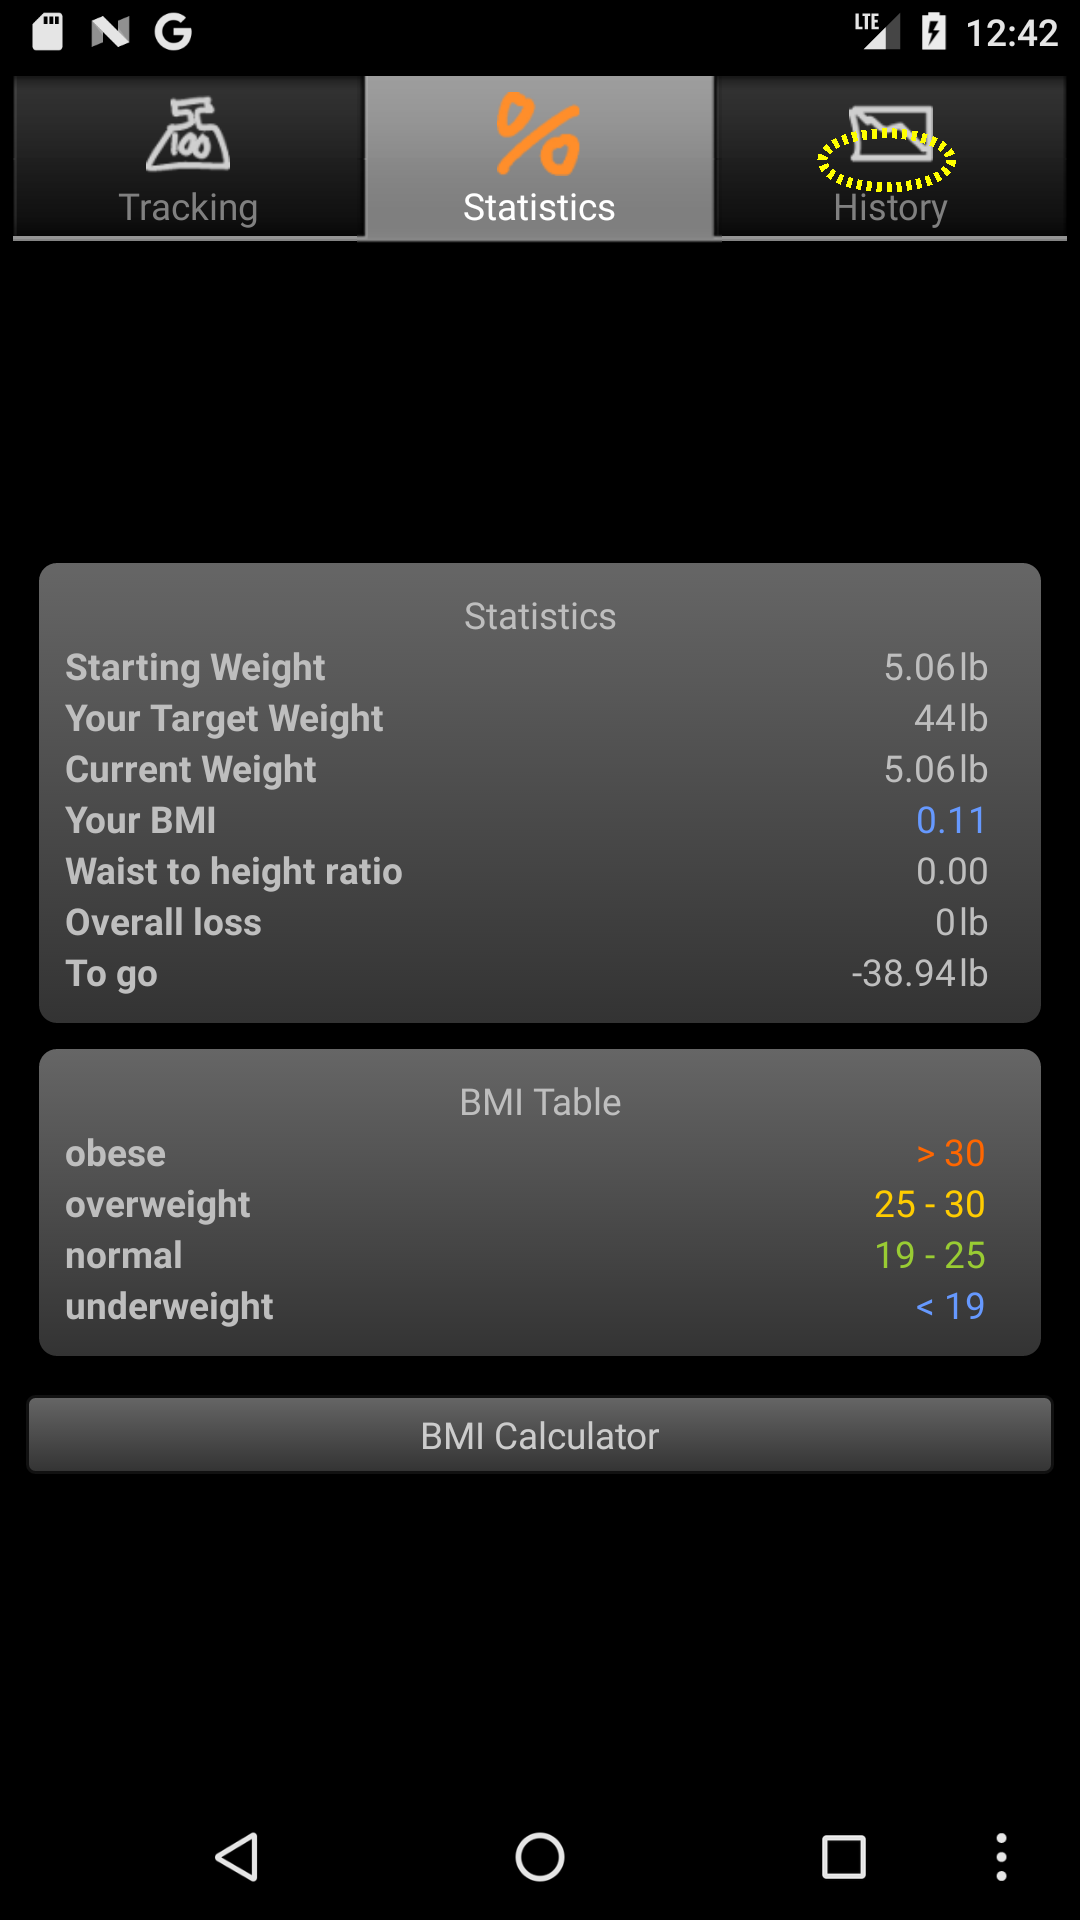 LTE 12:42
Tracking Statistics History
Statistics
Starting Weight 5.06lb
Your Target Weight 44lb
Current Weight 5.06lb
Your BMI 0.11
Waist to height ratio 0.00
Overall loss 0lb
To go -38.94lb
BMI Table
obese > 30
overweight 25 - 30
normal 19 - 25
underweight < 19
BMI Calculator